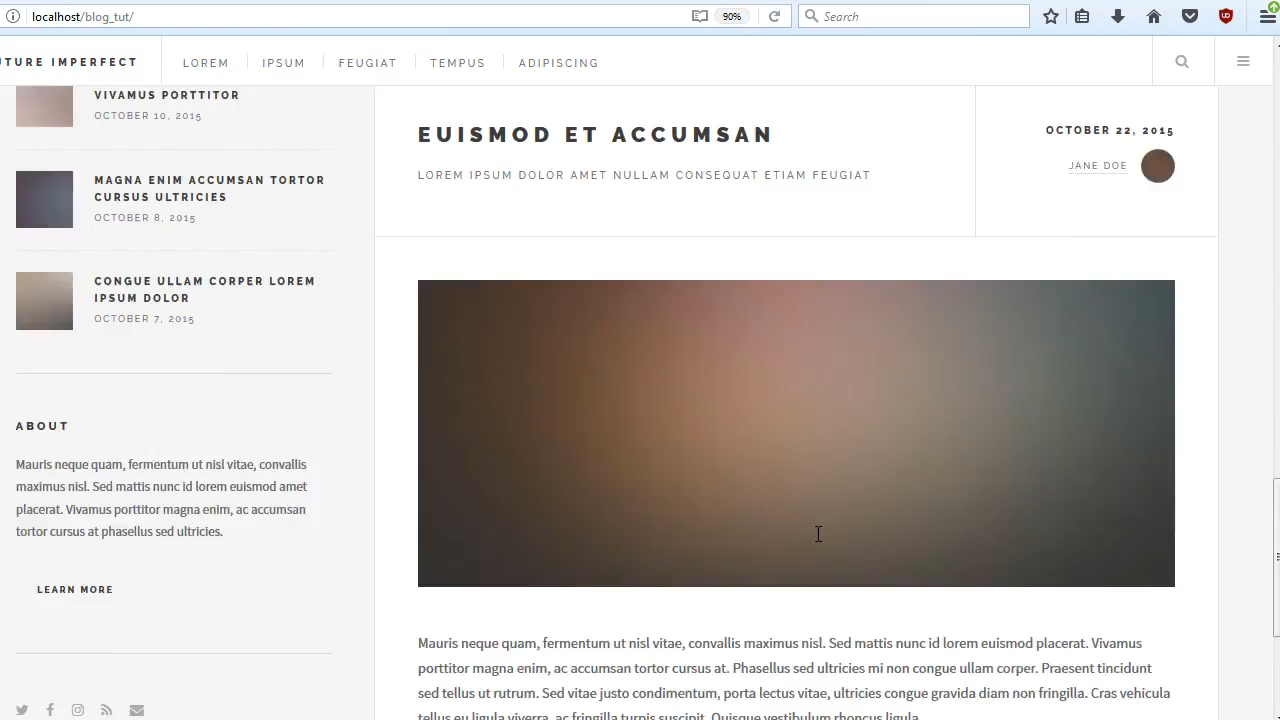 localhost/blog_tut/
90%
Search
UTURE IMPERFECT
LOREM
IPSUM
FEUGIAT
TEMPUS
ADIPISCING
VIVAMUS PORTTITOR
OCTOBER 10, 2015
MAGNA ENIM ACCUMSAN TORTOR
CURSUS ULTRICIES
OCTOBER 8, 2015
CONGUE ULLAM CORPER LOREM
IPSUM DOLOR
OCTOBER 7, 2015
ABOUT
Mauris neque quam, fermentum ut nisl vitae, convallis
maximus nisl. Sed mattis nunc id lorem euismod amet
placerat. Vivamus porttitor magna enim, ac accumsan
tortor cursus at phasellus sed ultricies.
LEARN MORE
EUISMOD ET ACCUMSAN
LOREM IPSUM DOLOR AMET NULLAM CONSEQUAT ETIAM FEUGIAT
OCTOBER 22, 2015
JANE DOE
Mauris neque quam, fermentum ut nisl vitae, convallis maximus nisl. Sed mattis nunc id lorem euismod placerat. Vivamus
porttitor magna enim, ac accumsan tortor cursus at. Phasellus sed ultricies mi non congue ullam corper. Praesent tincidunt
sed tellus ut rutrum. Sed vitae justo condimentum, porta lectus vitae, ultricies congue gravida diam non fringilla. Cras vehicula
tellus eu ligula viverra, ac fringilla turpis suscipit. Quisque vestibulum rhoncus ligula.